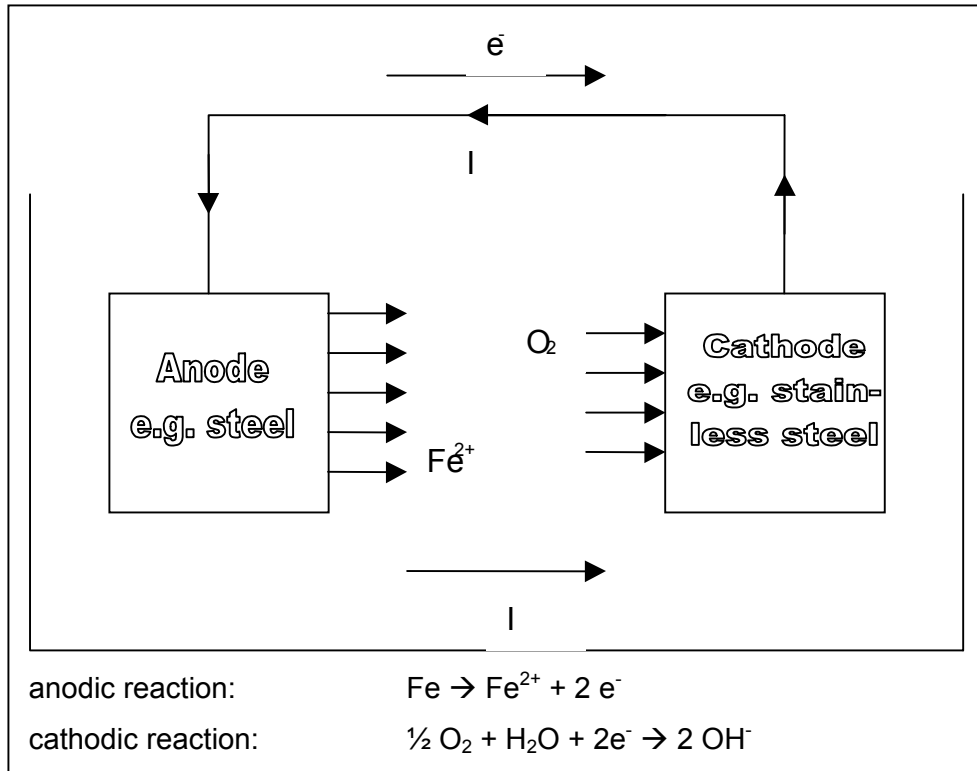 e⁻
I
Anode
e.g. steel
O₂
Fe²⁺
Cathode
e.g. stain-
less steel
I
anodic reaction: Fe → Fe²⁺ + 2 e⁻
cathodic reaction: ½ O₂ + H₂O + 2e⁻ → 2 OH⁻